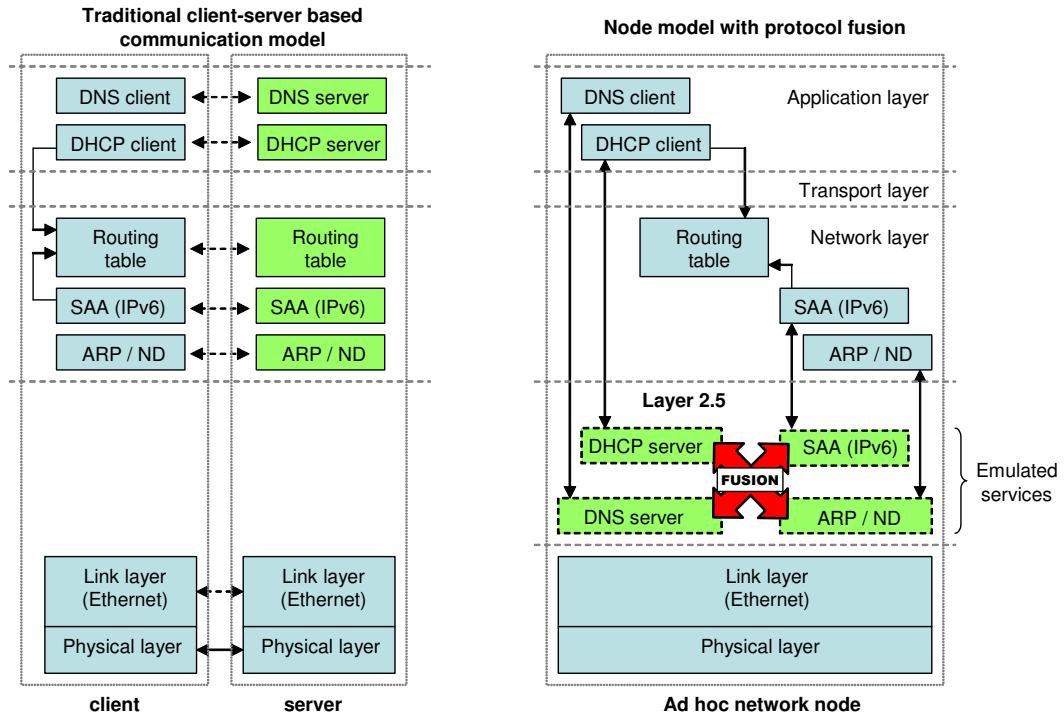 Traditional client-server based
communication model
DNS client
DNS server
DHCP client
DHCP server
Routing
table
Routing
table
SAA (IPv6)
SAA (IPv6)
ARP / ND
ARP / ND
Link layer
(Ethernet)
Link layer
(Ethernet)
Physical layer
Physical layer
client
server
Node model with protocol fusion
DNS client
Application layer
DHCP client
Transport layer
Routing
table
Network layer
SAA (IPv6)
ARP / ND
Layer 2.5
DHCP server
SAA (IPv6)
FUSION
Emulated
services
DNS server
ARP / ND
Link layer
(Ethernet)
Physical layer
Ad hoc network node